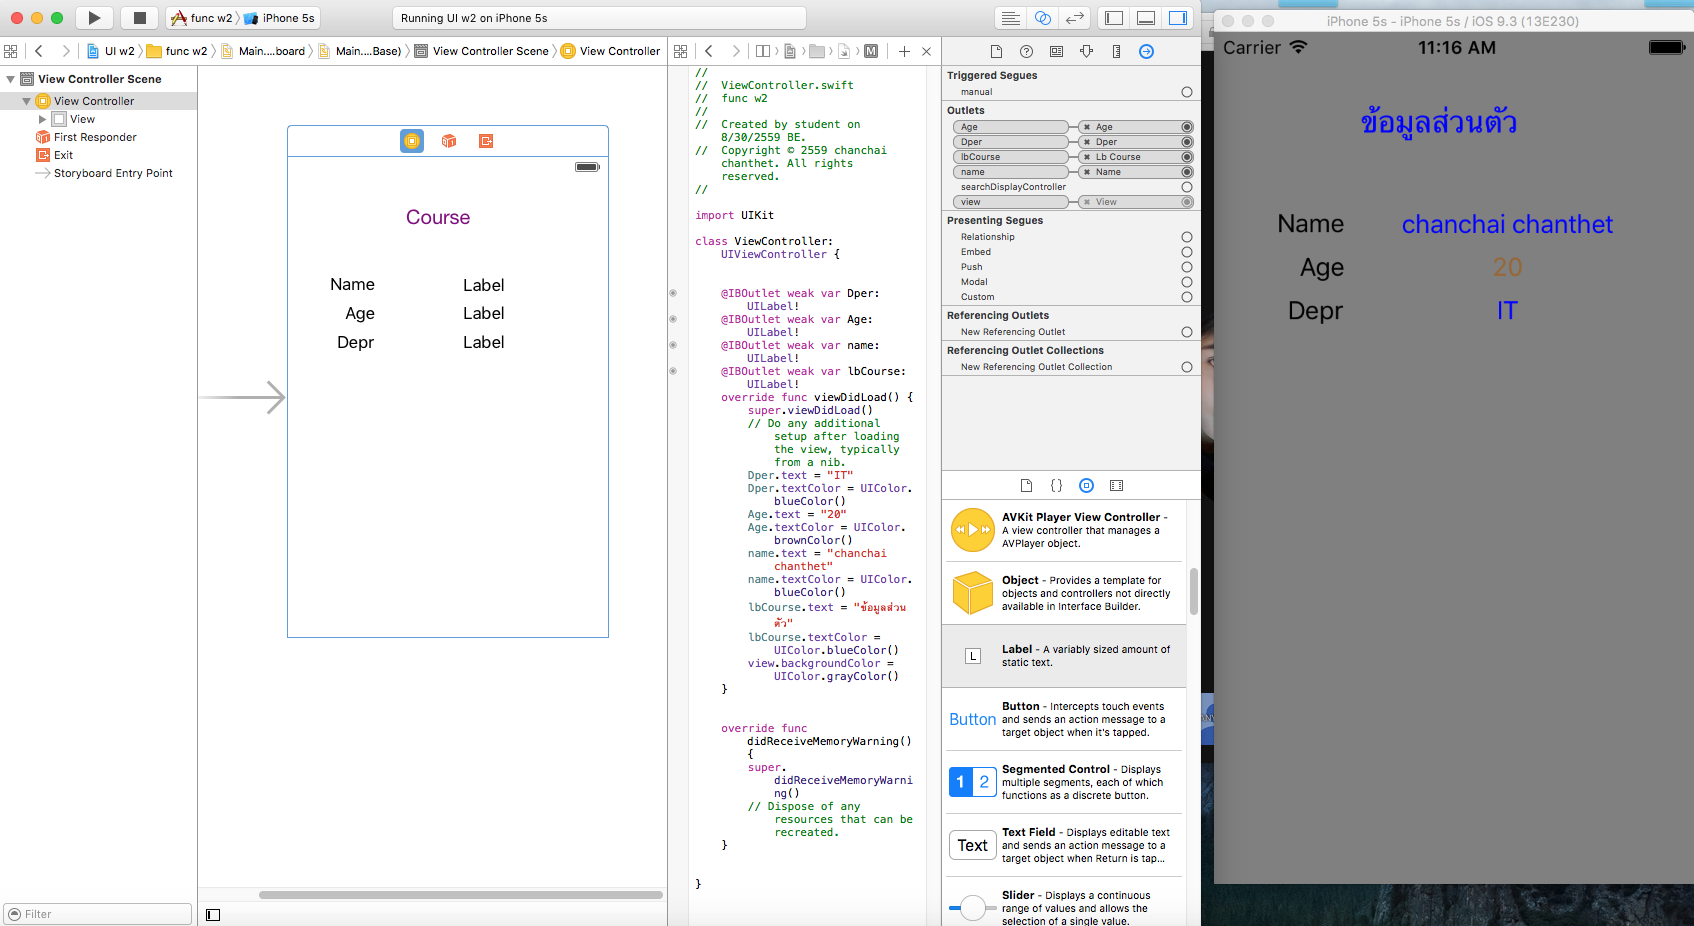 func w2 iPhone 5s
Running UI w2 on iPhone 5s
UI w2 func w2 Main....board Main....Base) View Controller Scene View Controller
View Controller Scene
View Controller
View
First Responder
Exit
Storyboard Entry Point
Filter
Course
Name Label
Age Label
Depr Label
//
//  ViewController.swift
//  func w2
//
//  Created by student on
8/30/2559 BE.
//  Copyright © 2559 chanchai
chanthet. All rights
reserved.
//
import UIKit
class ViewController:
UIViewController {
@IBOutlet weak var Dper:
UILabel!
@IBOutlet weak var Age:
UILabel!
@IBOutlet weak var name:
UILabel!
@IBOutlet weak var lbCourse:
UILabel!
override func viewDidLoad() {
super.viewDidLoad()
// Do any additional
setup after loading
the view, typically
from a nib.
Dper.text = "IT"
Dper.textColor = UIColor.
blueColor()
Age.text = "20"
Age.textColor = UIColor.
brownColor()
name.text = "chanchai
chanthet"
name.textColor = UIColor.
blueColor()
lbCourse.text = "ข้อมูลส่วน
ตัว"
lbCourse.textColor =
UIColor.blueColor()
view.backgroundColor =
UIColor.grayColor()
}
override func
didReceiveMemoryWarning()
{
super.
didReceiveMemoryWarni
ng()
// Dispose of any
resources that can be
recreated.
}
}
Triggered Segues
manual
Outlets
Age Age
Dper Dper
lbCourse Lb Course
name Name
searchDisplayController
view View
Presenting Segues
Relationship
Embed
Push
Modal
Custom
Referencing Outlets
New Referencing Outlet
Referencing Outlet Collections
New Referencing Outlet Collection
AVKit Player View Controller -
A view controller that manages a
AVPlayer object.
Object - Provides a template for
objects and controllers not directly
available in Interface Builder.
L
Label - A variably sized amount of
static text.
Button
Button - Intercepts touch events
and sends an action message to a
target object when it's tapped.
1 2
Segmented Control - Displays
multiple segments, each of which
functions as a discrete button.
Text
Text Field - Displays editable text
and sends an action message to a
target object when Return is tap...
Slider - Displays a continuous
range of values and allows the
selection of a single value.
iPhone 5s - iPhone 5s / iOS 9.3 (13E230)
Carrier 11:16 AM
ข้อมูลส่วนตัว
Name chanchai chanthet
Age 20
Depr IT